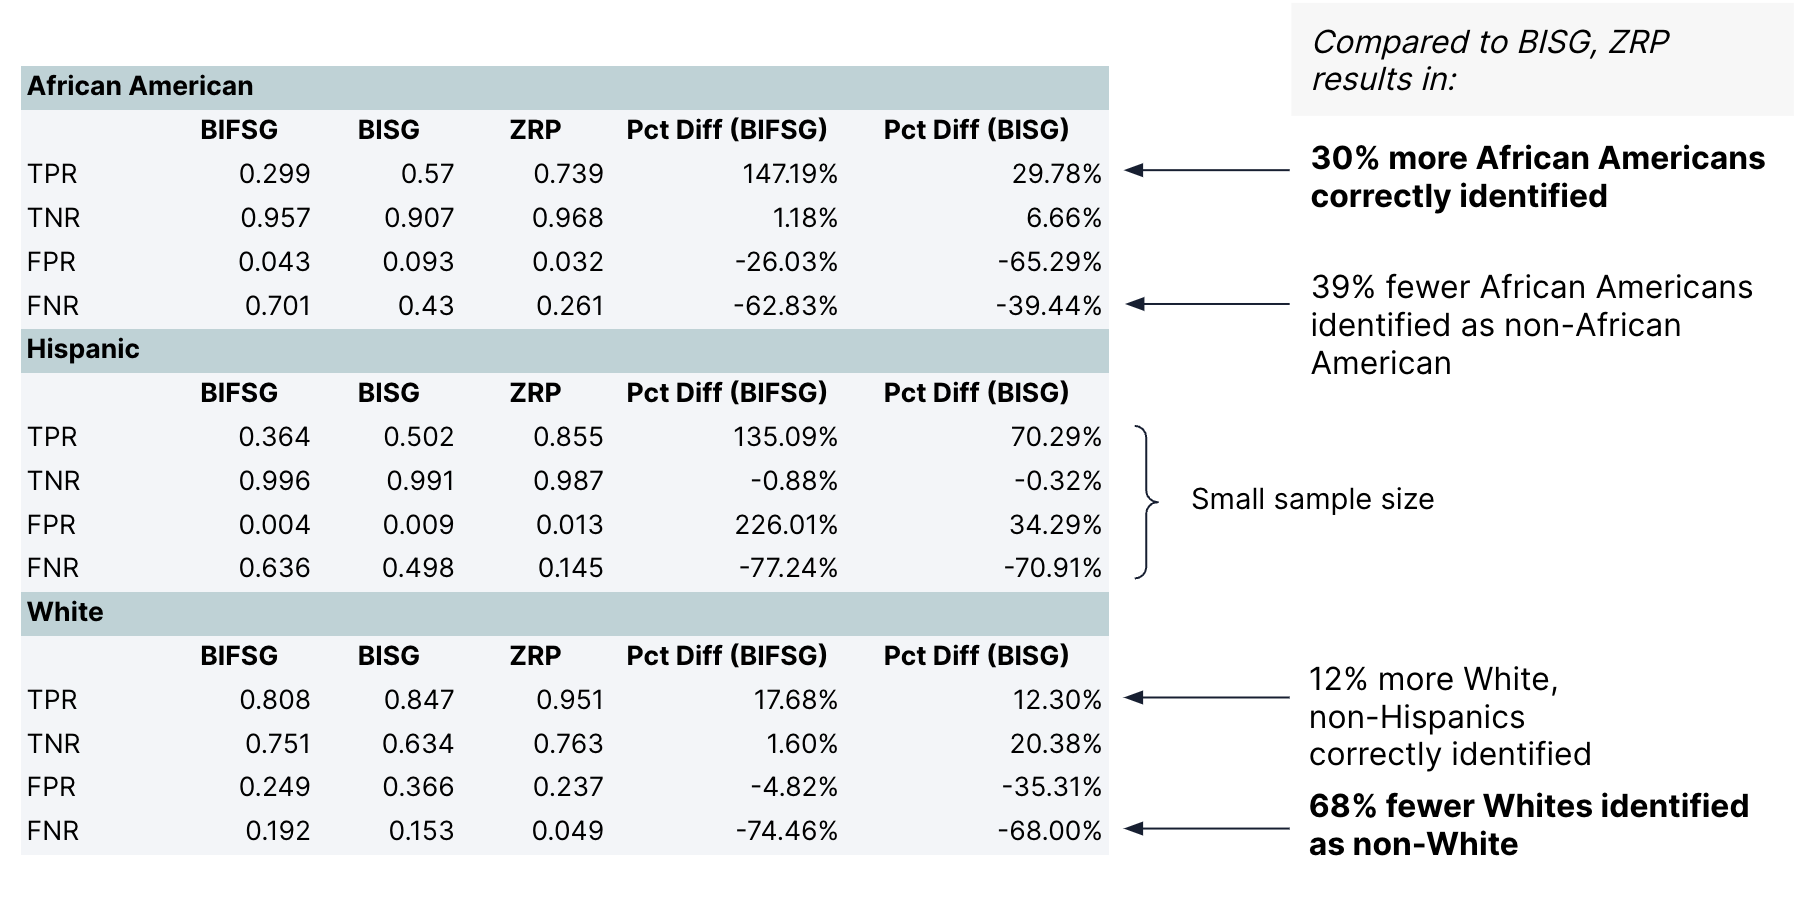 Compared to BISG, ZRP
results in:
African American
BIFSG BISG ZRP Pct Diff (BIFSG) Pct Diff (BISG)
TPR 0.299 0.57 0.739 147.19% 29.78%
TNR 0.957 0.907 0.968 1.18% 6.66%
FPR 0.043 0.093 0.032 -26.03% -65.29%
FNR 0.701 0.43 0.261 -62.83% -39.44%
30% more African Americans
correctly identified
39% fewer African Americans
identified as non-African
American
Hispanic
BIFSG BISG ZRP Pct Diff (BIFSG) Pct Diff (BISG)
TPR 0.364 0.502 0.855 135.09% 70.29%
TNR 0.996 0.991 0.987 -0.88% -0.32%
FPR 0.004 0.009 0.013 226.01% 34.29%
FNR 0.636 0.498 0.145 -77.24% -70.91%
Small sample size
White
BIFSG BISG ZRP Pct Diff (BIFSG) Pct Diff (BISG)
TPR 0.808 0.847 0.951 17.68% 12.30%
TNR 0.751 0.634 0.763 1.60% 20.38%
FPR 0.249 0.366 0.237 -4.82% -35.31%
FNR 0.192 0.153 0.049 -74.46% -68.00%
12% more White,
non-Hispanics
correctly identified
68% fewer Whites identified
as non-White